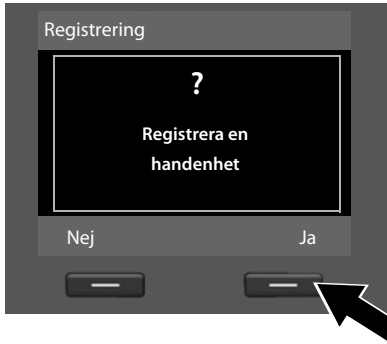 Registrering
?
Registrera en
handenhet
Nej Ja